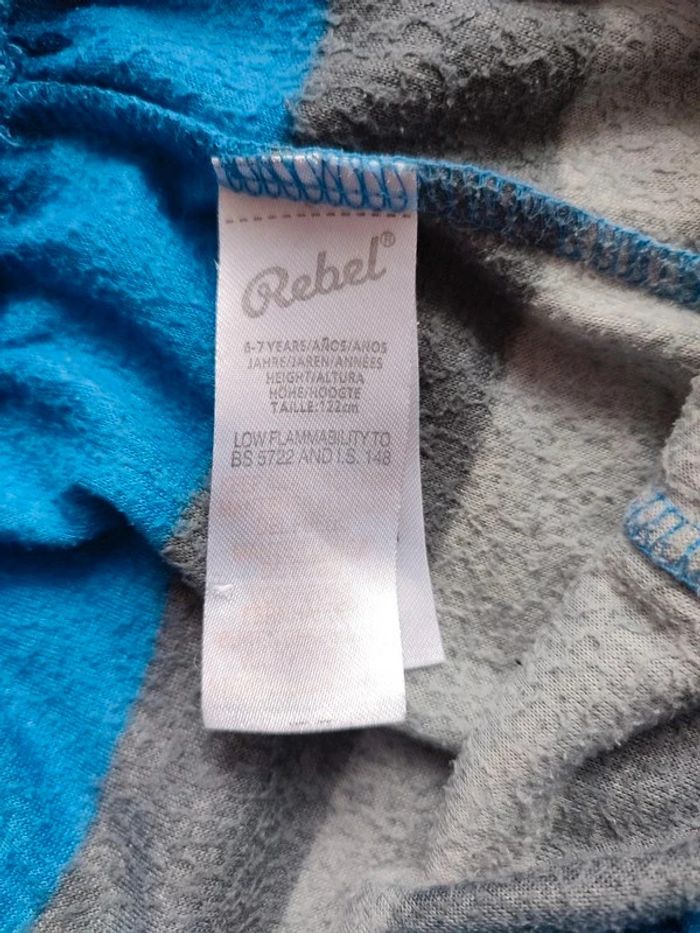 Rebel®
6-7 YEARS/AÑOS/ANOS
JAHRE/JAREN/ANNÉES
HEIGHT/ALTURA
HÖHE/HOOGTE
TAILLE:122cm
LOW FLAMMABILITY TO
BS 5722 AND I.S. 148